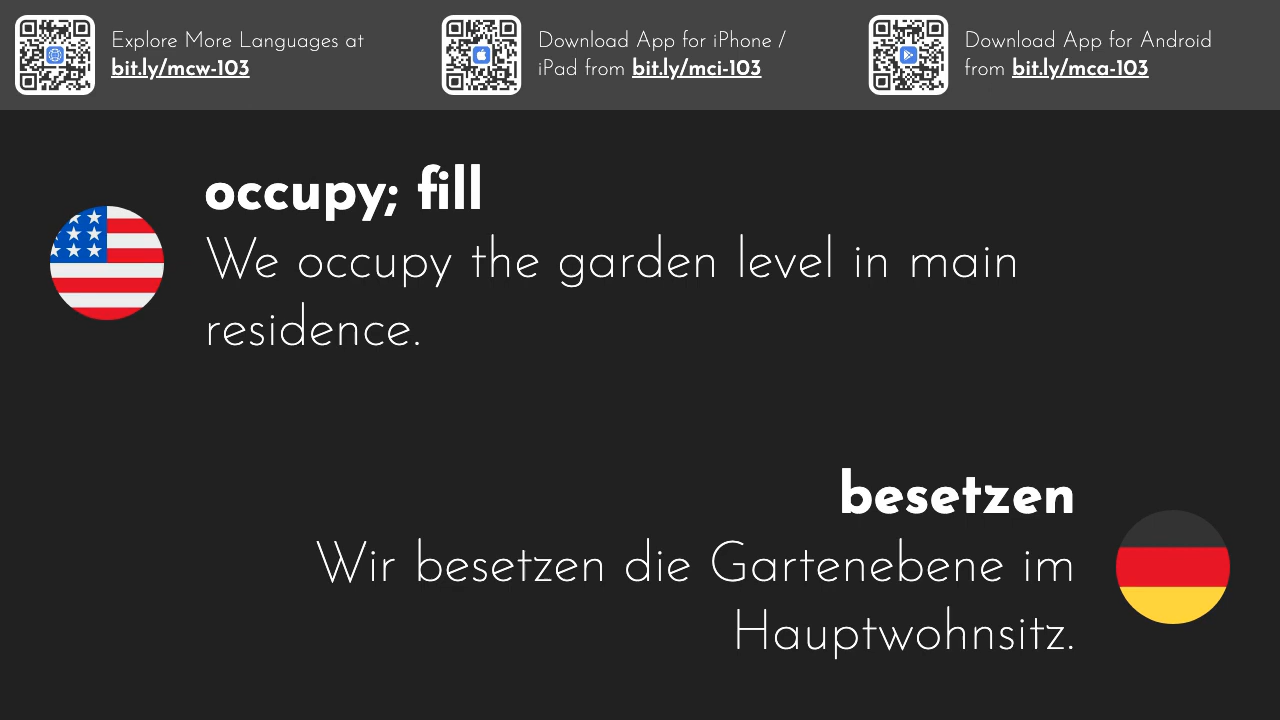 Explore More Languages at
bit.ly/mcw-103
Download App for iPhone /
iPad from bit.ly/mci-103
Download App for Android
from bit.ly/mca-103
occupy; fill
We occupy the garden level in main
residence.
besetzen
Wir besetzen die Gartenebene im
Hauptwohnsitz.